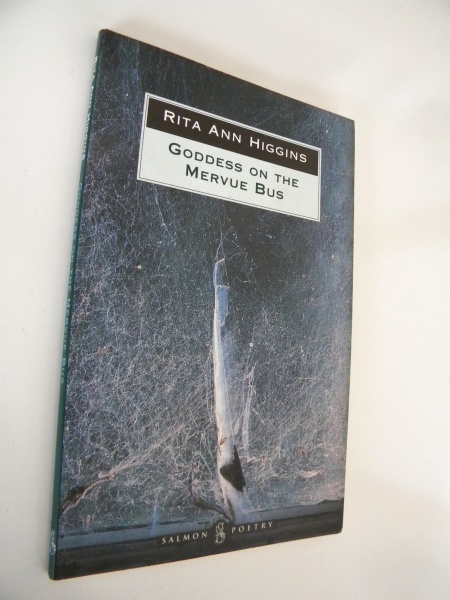 RITA ANN HIGGINS
GODDESS ON THE
MERVUE BUS
SALMON POETRY